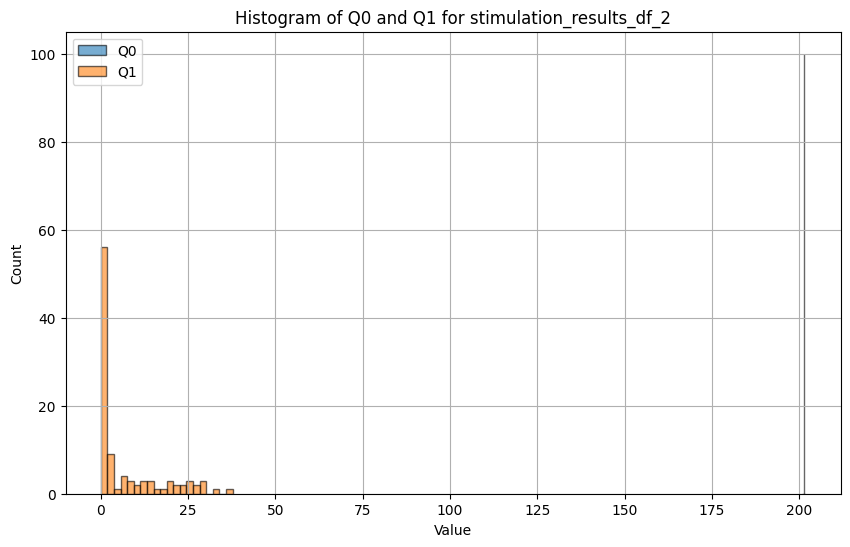 Histogram of Q0 and Q1 for stimulation_results_df_2
Q0
Q1
100
80
60
40
20
0
Count
0 25 50 75 100 125 150 175 200
Value